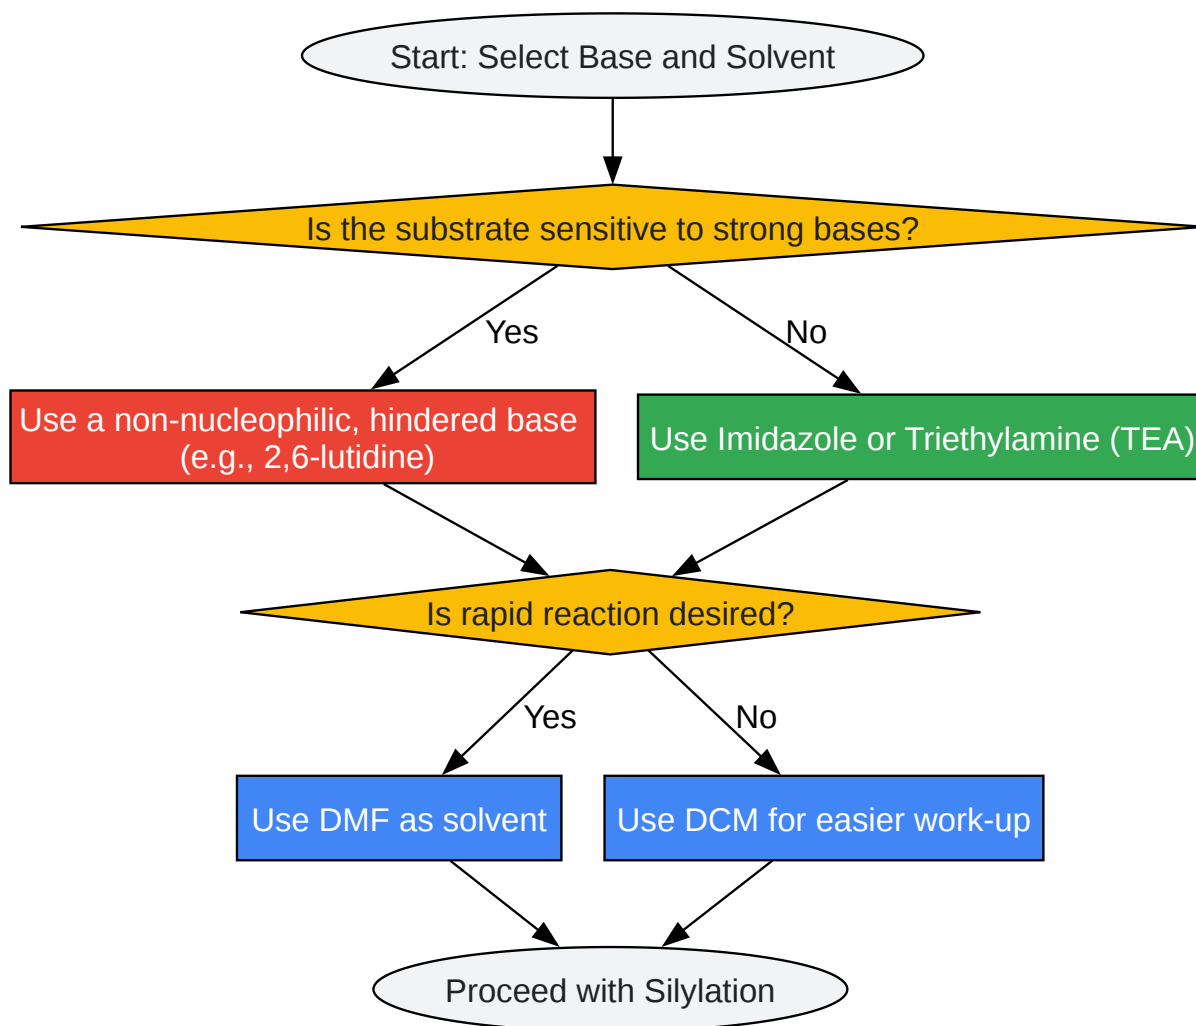 Start: Select Base and Solvent
Is the substrate sensitive to strong bases?
Yes
No
Use a non-nucleophilic, hindered base
(e.g., 2,6-lutidine)
Use Imidazole or Triethylamine (TEA)
Is rapid reaction desired?
Yes
No
Use DMF as solvent
Use DCM for easier work-up
Proceed with Silylation